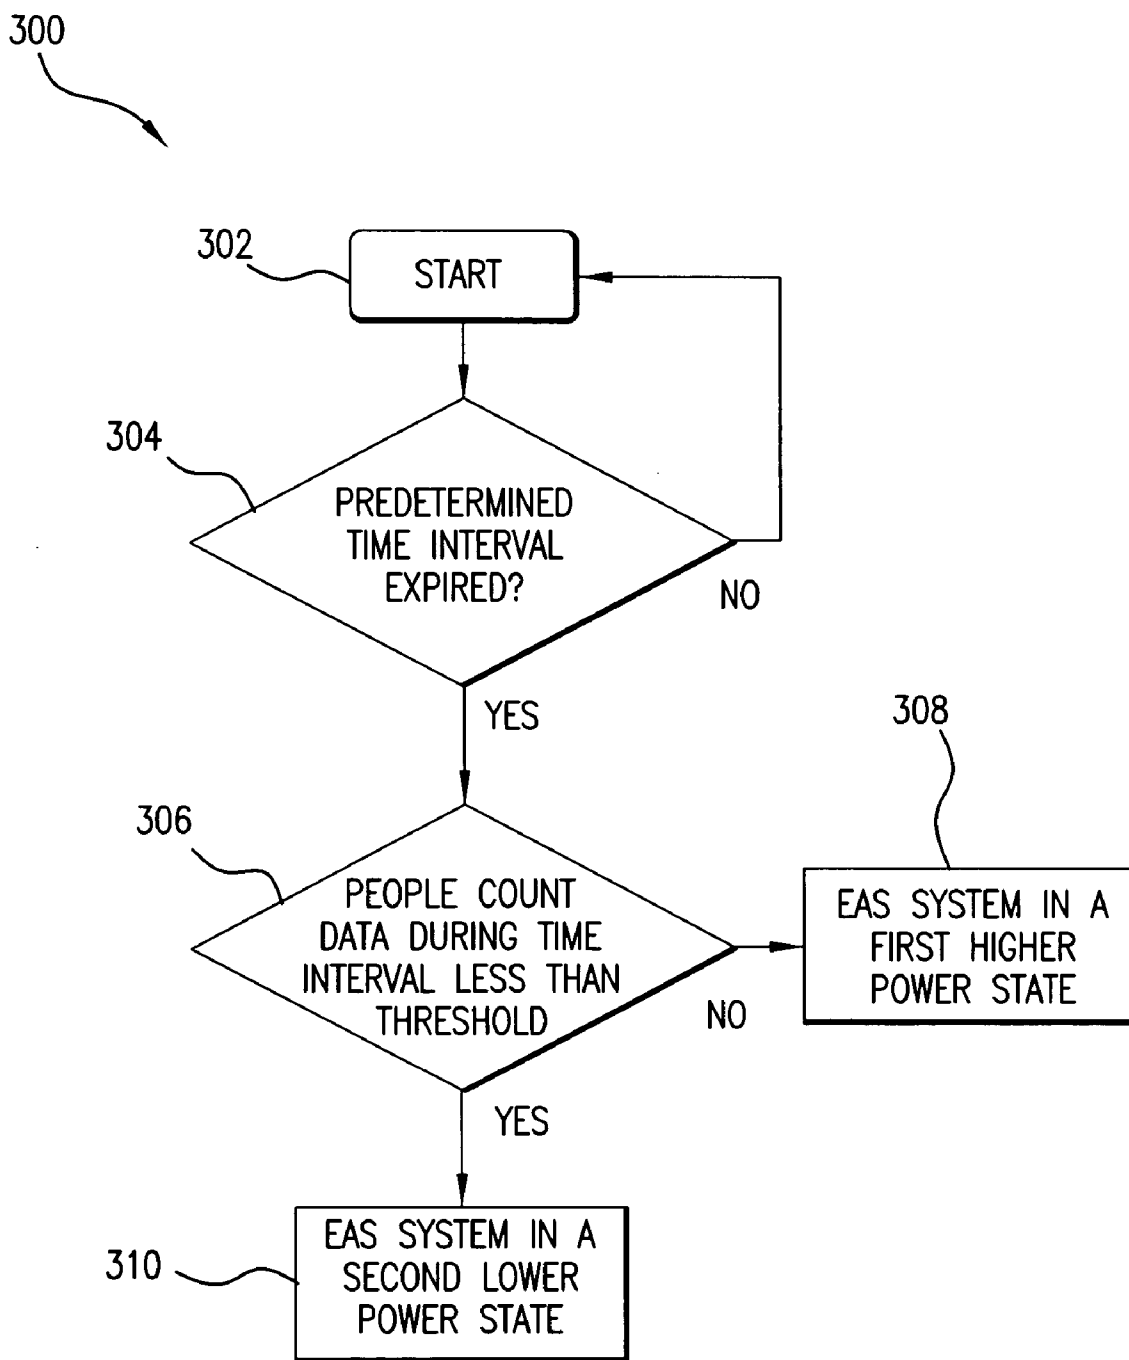 300
302
START
304
PREDETERMINED
TIME INTERVAL
EXPIRED?
NO
YES
308
306
PEOPLE COUNT
DATA DURING TIME
INTERVAL LESS THAN
THRESHOLD
EAS SYSTEM IN A
FIRST HIGHER
POWER STATE
NO
YES
310
EAS SYSTEM IN A
SECOND LOWER
POWER STATE